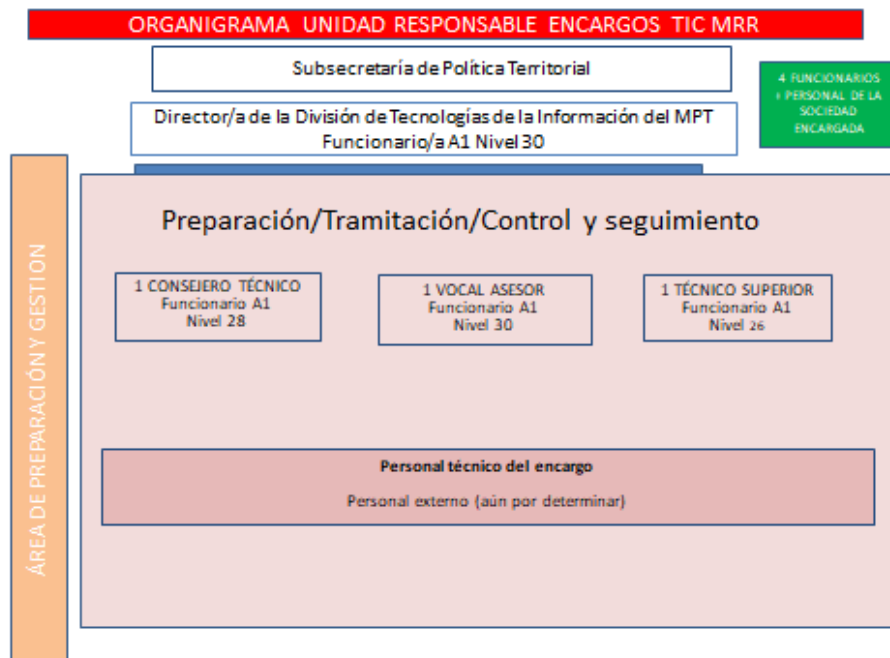 ORGANIGRAMA UNIDAD RESPONSABLE ENCARGOS TIC MRR
Subsecretaría de Política Territorial
4 FUNCIONARIOS
PERSONAL DE LA
SOCIEDAD
ENCARGADA
Director/a de la División de Tecnologías de la Información del MPT
Funcionario/a A1 Nivel 30
ÁREA DE PREPARACIÓN Y GESTION
Preparación/Tramitación/Control y seguimiento
1 CONSEJERO TÉCNICO
Funcionario A1
Nivel 28
1 VOCAL ASESOR
Funcionario A1
Nivel 30
1 TÉCNICO SUPERIOR
Funcionario A1
Nivel 26
Personal técnico del encargo
Personal externo (aún por determinar)